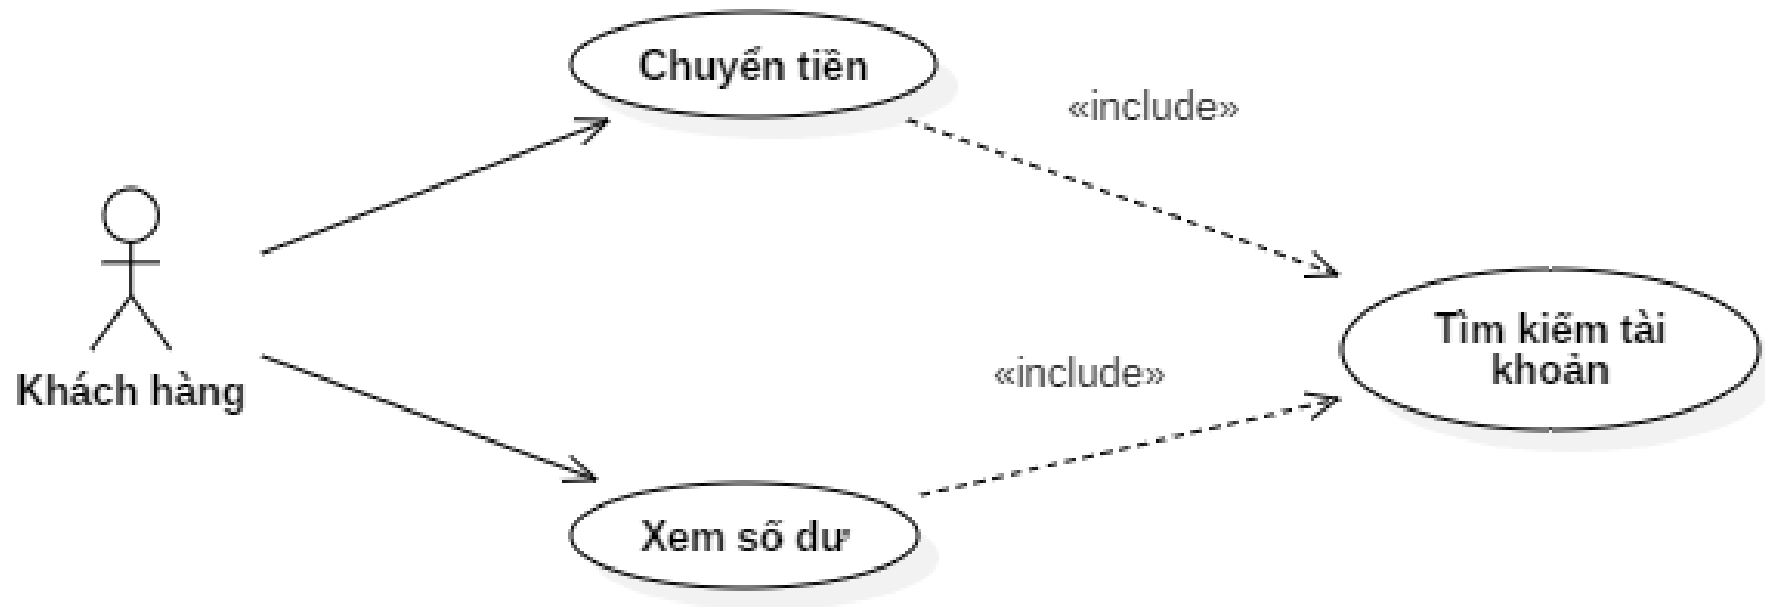 Chuyển tiền
«include»
Khách hàng
Tìm kiếm tài
khoản
«include»
Xem số dư